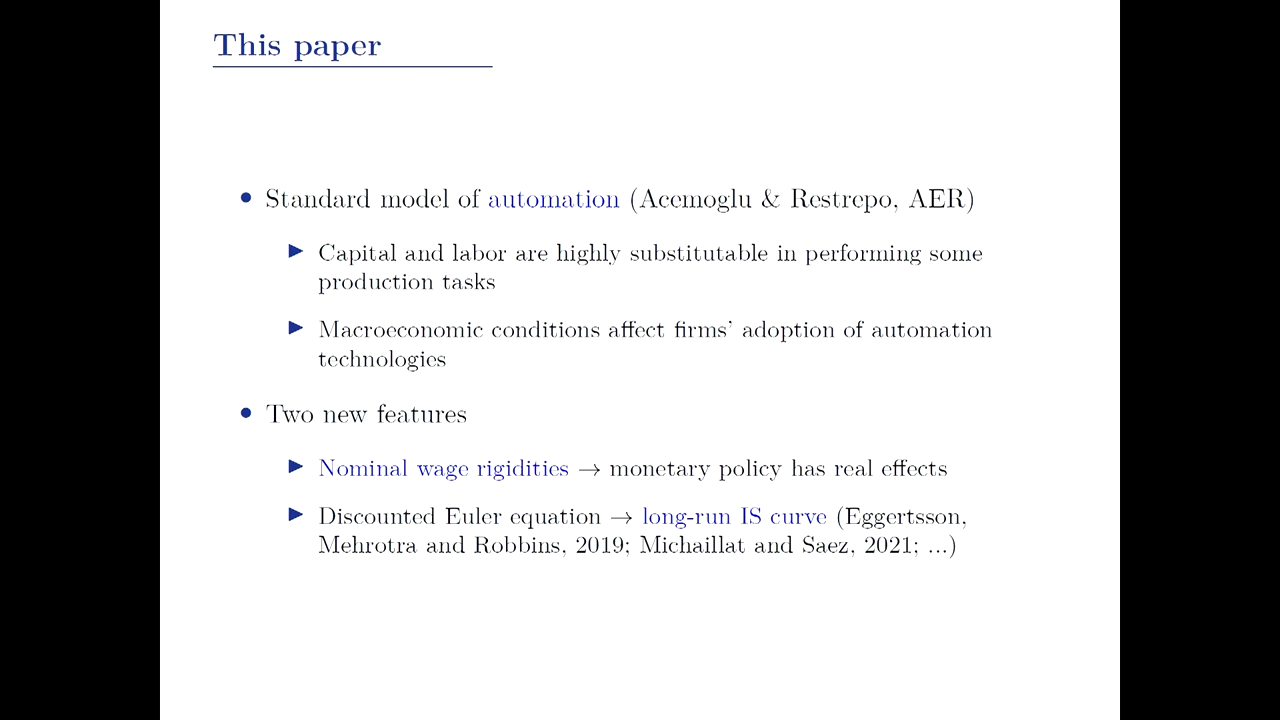 This paper
• Standard model of automation (Acemoglu & Restrepo, AER)
▶ Capital and labor are highly substitutable in performing some
production tasks
▶ Macroeconomic conditions affect firms' adoption of automation
technologies
• Two new features
▶ Nominal wage rigidities → monetary policy has real effects
▶ Discounted Euler equation → long-run IS curve (Eggertsson,
Mehrotra and Robbins, 2019; Michaillat and Saez, 2021; ...)